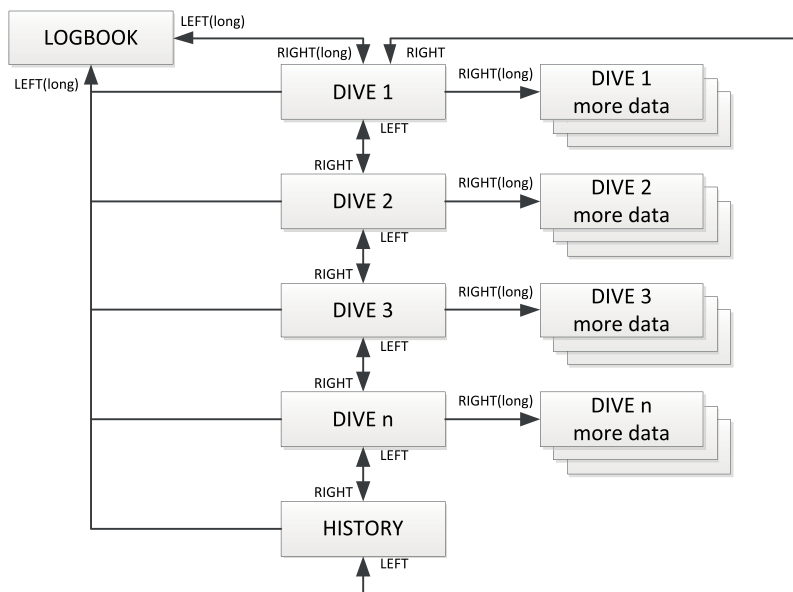 LOGBOOK
LEFT(long)
RIGHT(long)
RIGHT
LEFT(long)
DIVE 1
RIGHT(long)
DIVE 1
more data
LEFT
RIGHT
DIVE 2
RIGHT(long)
DIVE 2
more data
LEFT
RIGHT
DIVE 3
RIGHT(long)
DIVE 3
more data
LEFT
RIGHT
DIVE n
RIGHT(long)
DIVE n
more data
LEFT
RIGHT
HISTORY
LEFT